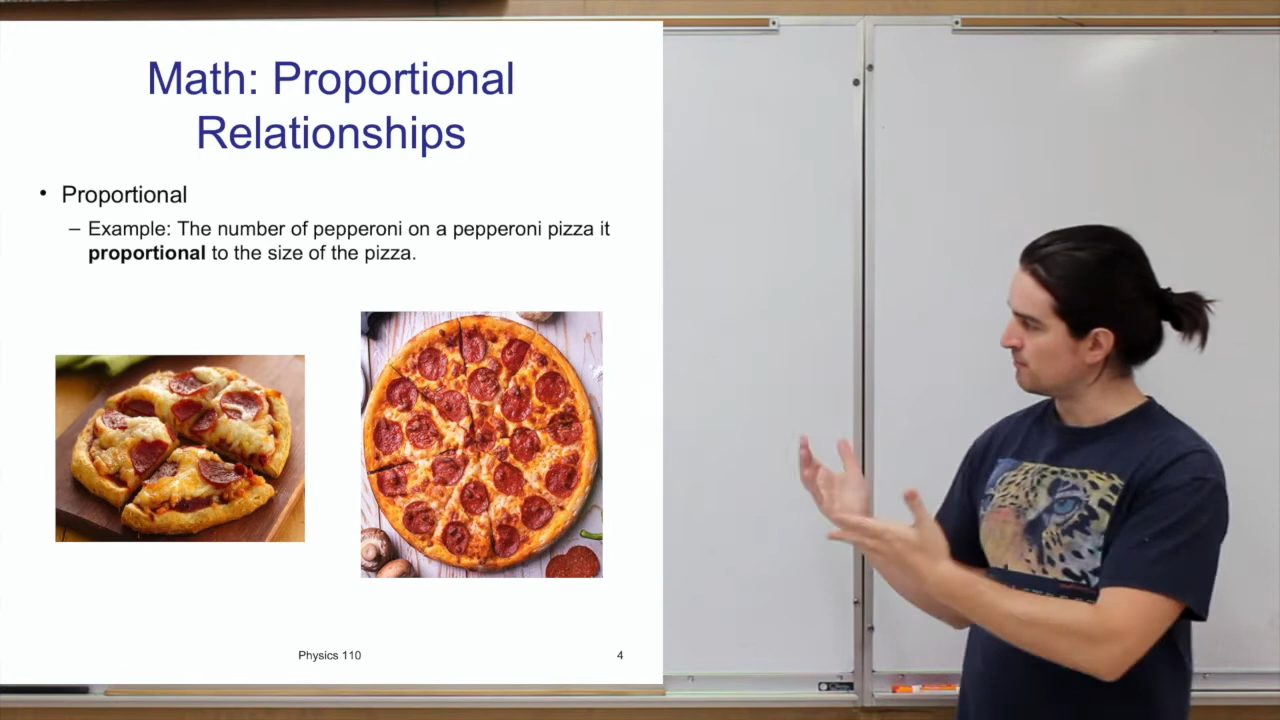 Math: Proportional
Relationships
• Proportional
– Example: The number of pepperoni on a pepperoni pizza it
proportional to the size of the pizza.
Physics 110
4